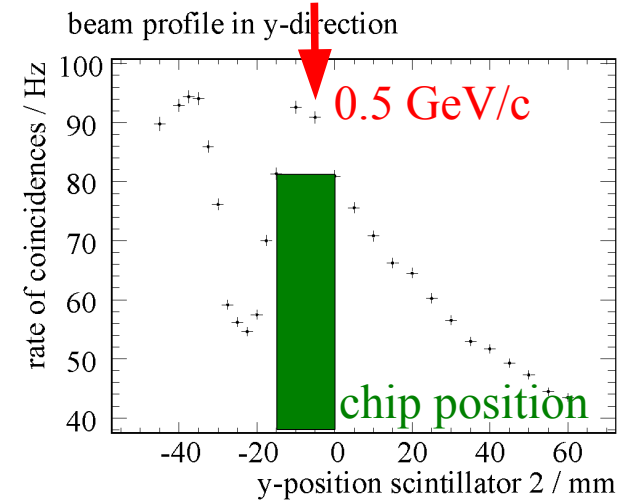 beam profile in y-direction
rate of coincidences / Hz
100
90
80
70
60
50
40
0.5 GeV/c
chip position
-40
-20
0
20
40
60
y-position scintillator 2 / mm